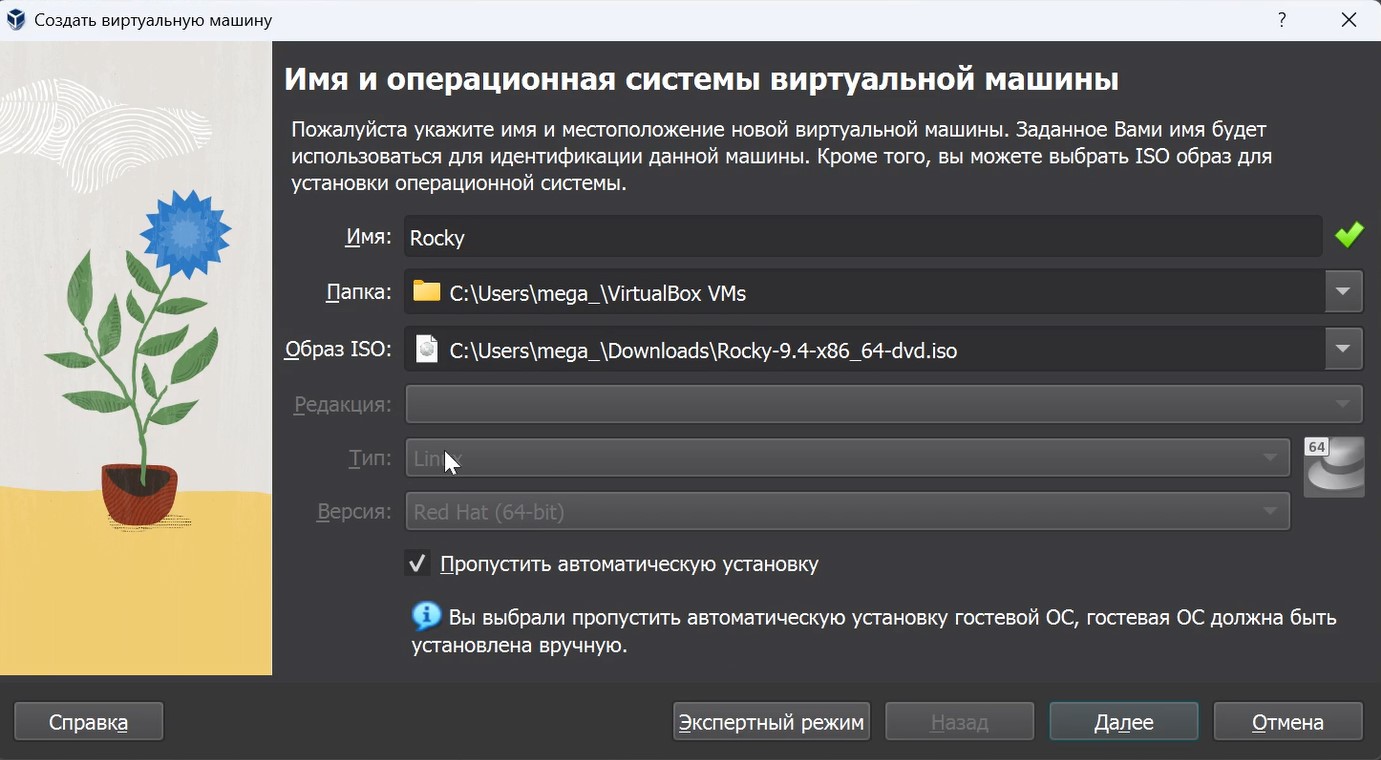 Создать виртуальную машину
?
Имя и операционная системы виртуальной машины
Пожалуйста укажите имя и местоположение новой виртуальной машины. Заданное Вами имя будет
использоваться для идентификации данной машины. Кроме того, вы можете выбрать ISO образ для
установки операционной системы.
Имя: Rocky
Папка: C:\Users\mega_\VirtualBox VMs
Образ ISO: C:\Users\mega_\Downloads\Rocky-9.4-x86_64-dvd.iso
Редакция:
Тип: Linux
64
Версия: Red Hat (64-bit)
Пропустить автоматическую установку
Вы выбрали пропустить автоматическую установку гостевой ОС, гостевая ОС должна быть
установлена вручную.
Справка Экспертный режим Назад Далее Отмена